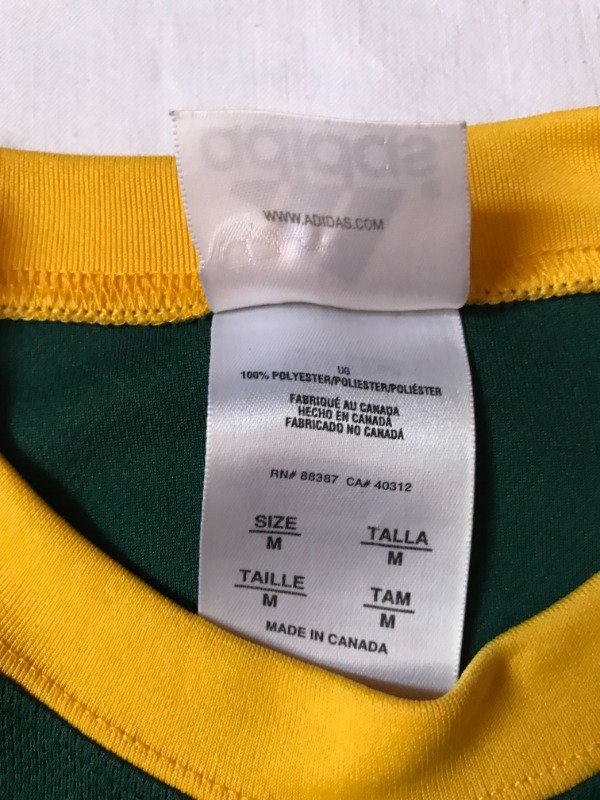 adidas
WWW.ADIDAS.COM
UG
100% POLYESTER/POLIESTER/POLIÉSTER
FABRIQUÉ AU CANADA
HECHO EN CANADÁ
FABRICADO NO CANADÁ
RN# 88387 CA# 40312
SIZE
M
TALLA
M
TAILLE
M
TAM
M
MADE IN CANADA